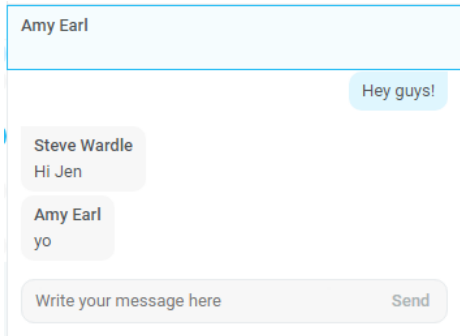 Amy Earl
Hey guys!
Steve Wardle
Hi Jen
Amy Earl
yo
Write your message here
Send